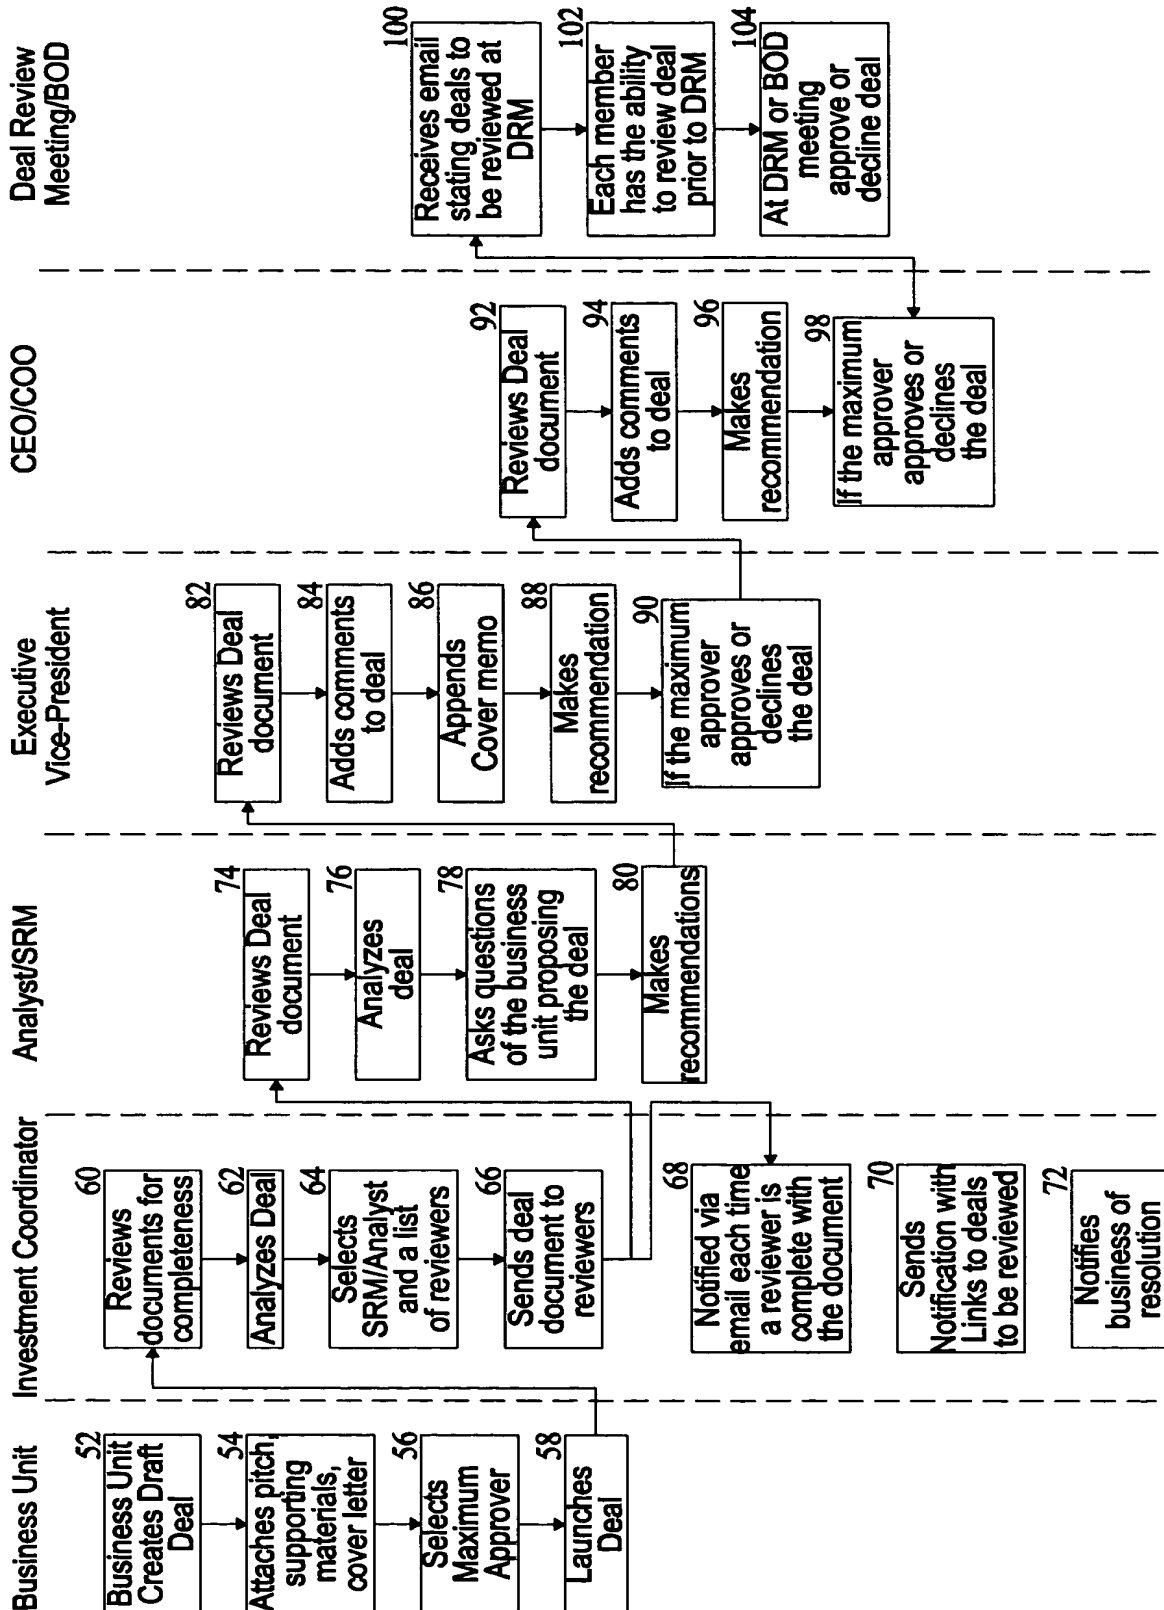 Business Unit
52
Business Unit
Creates Draft
Deal
54
Attaches pitch,
supporting
materials,
cover letter
56
Selects
Maximum
Approver
58
Launches
Deal
Investment Coordinator
60
Reviews
documents for
completeness
62
Analyzes Deal
64
Selects
SRM/Analyst
and a list
of reviewers
66
Sends deal
document to
reviewers
68
Notified via
email each time
a reviewer is
complete with
the document
70
Sends
Notification with
Links to deals
to be reviewed
72
Notifies
business of
resolution
Analyst/SRM
74
Reviews Deal
document
76
Analyzes
deal
78
Asks questions
of the business
unit proposing
the deal
80
Makes
recommendations
Executive
Vice-President
82
Reviews Deal
document
84
Adds comments
to deal
86
Appends
Cover memo
88
Makes
recommendation
90
If the maximum
approver
approves or
declines
the deal
CEO/COO
92
Reviews Deal
document
94
Adds comments
to deal
96
Makes
recommendation
98
If the maximum
approver
approves or
declines
the deal
Deal Review
Meeting/BOD
100
Receives email
stating deals to
be reviewed at
DRM
102
Each member
has the ability
to review deal
prior to DRM
104
At DRM or BOD
meeting
approve or
decline deal